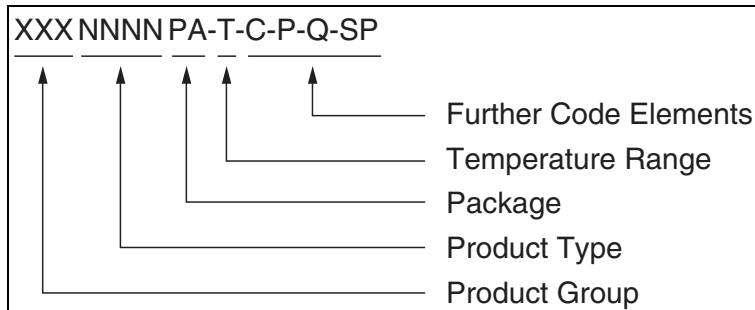 XXX NNNN PA-T-C-P-Q-SP
Further Code Elements
Temperature Range
Package
Product Type
Product Group